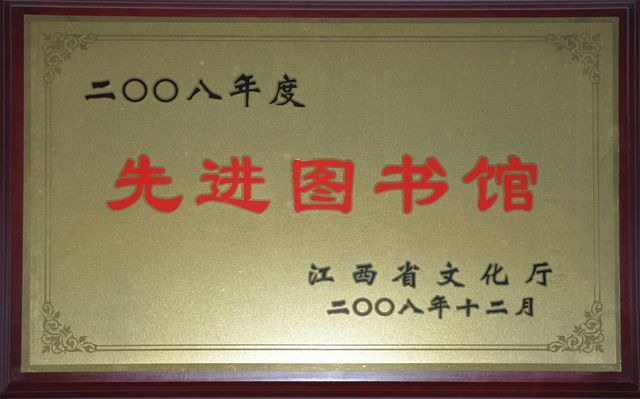 二〇〇八年度
先进图书馆
江西省文化厅
二〇〇八年十二月